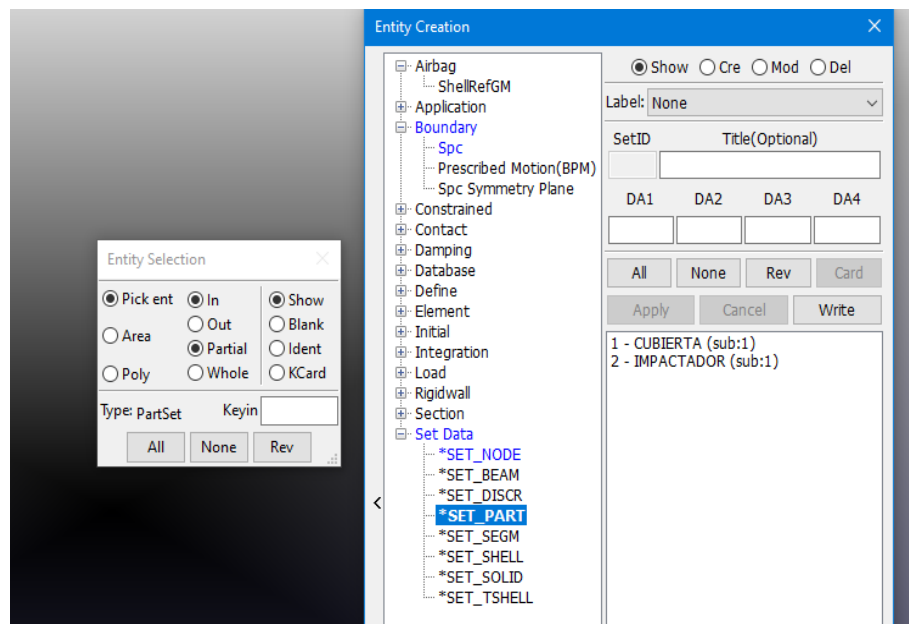 Entity Creation
Airbag
ShellRefGM
Application
Boundary
Spc
Prescribed Motion(BPM)
Spc Symmetry Plane
Constrained
Contact
Damping
Database
Define
Element
Initial
Integration
Load
Rigidwall
Section
Set Data
*SET_NODE
*SET_BEAM
*SET_DISCR
*SET_PART
*SET_SEGM
*SET_SHELL
*SET_SOLID
*SET_TSHELL
<
Show Cre Mod Del
Label: None
SetID Title(Optional)
DA1 DA2 DA3 DA4
All None Rev Card
Apply Cancel Write
1 - CUBIERTA (sub:1)
2 - IMPACTADOR (sub:1)
Entity Selection
Pick ent In Show
Area Out Blank
Partial Ident
Poly Whole KCard
Type: PartSet Keyin
All None Rev